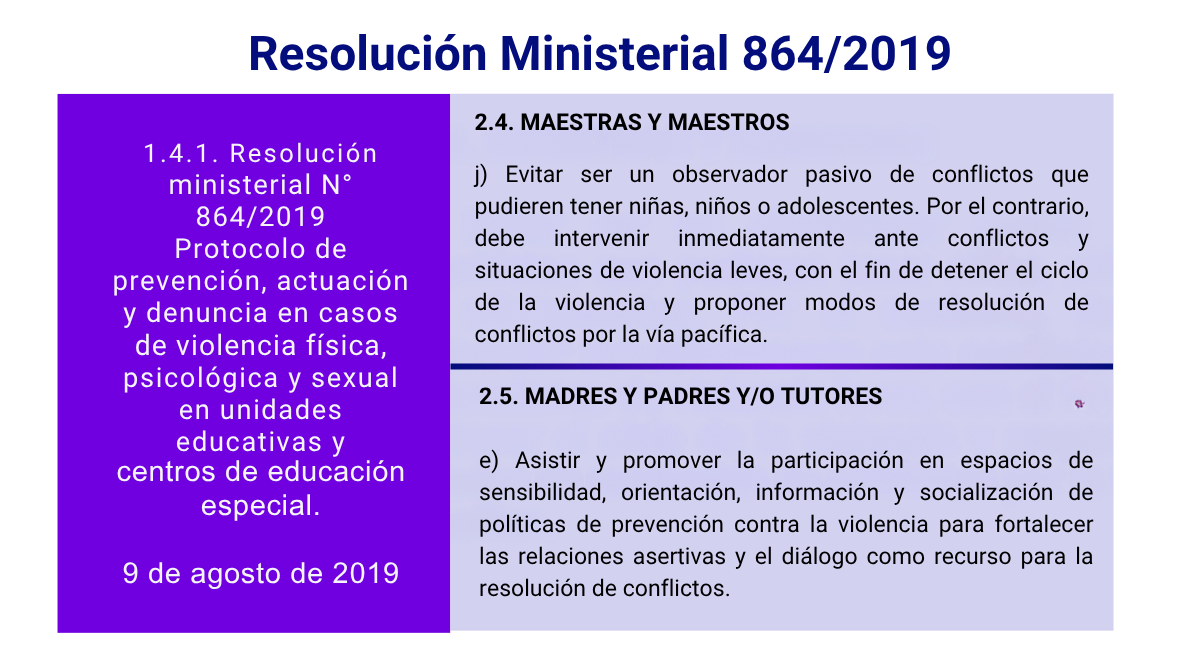 Resolución Ministerial 864/2019
1.4.1. Resolución
ministerial N°
864/2019
Protocolo de
prevención, actuación
y denuncia en casos
de violencia física,
psicológica y sexual
en unidades
educativas y
centros de educación
especial.
9 de agosto de 2019
2.4. MAESTRAS Y MAESTROS
j) Evitar ser un observador pasivo de conflictos que
pudieren tener niñas, niños o adolescentes. Por el contrario,
debe intervenir inmediatamente ante conflictos y
situaciones de violencia leves, con el fin de detener el ciclo
de la violencia y proponer modos de resolución de
conflictos por la vía pacífica.
2.5. MADRES Y PADRES Y/O TUTORES
e) Asistir y promover la participación en espacios de
sensibilidad, orientación, información y socialización de
políticas de prevención contra la violencia para fortalecer
las relaciones asertivas y el diálogo como recurso para la
resolución de conflictos.